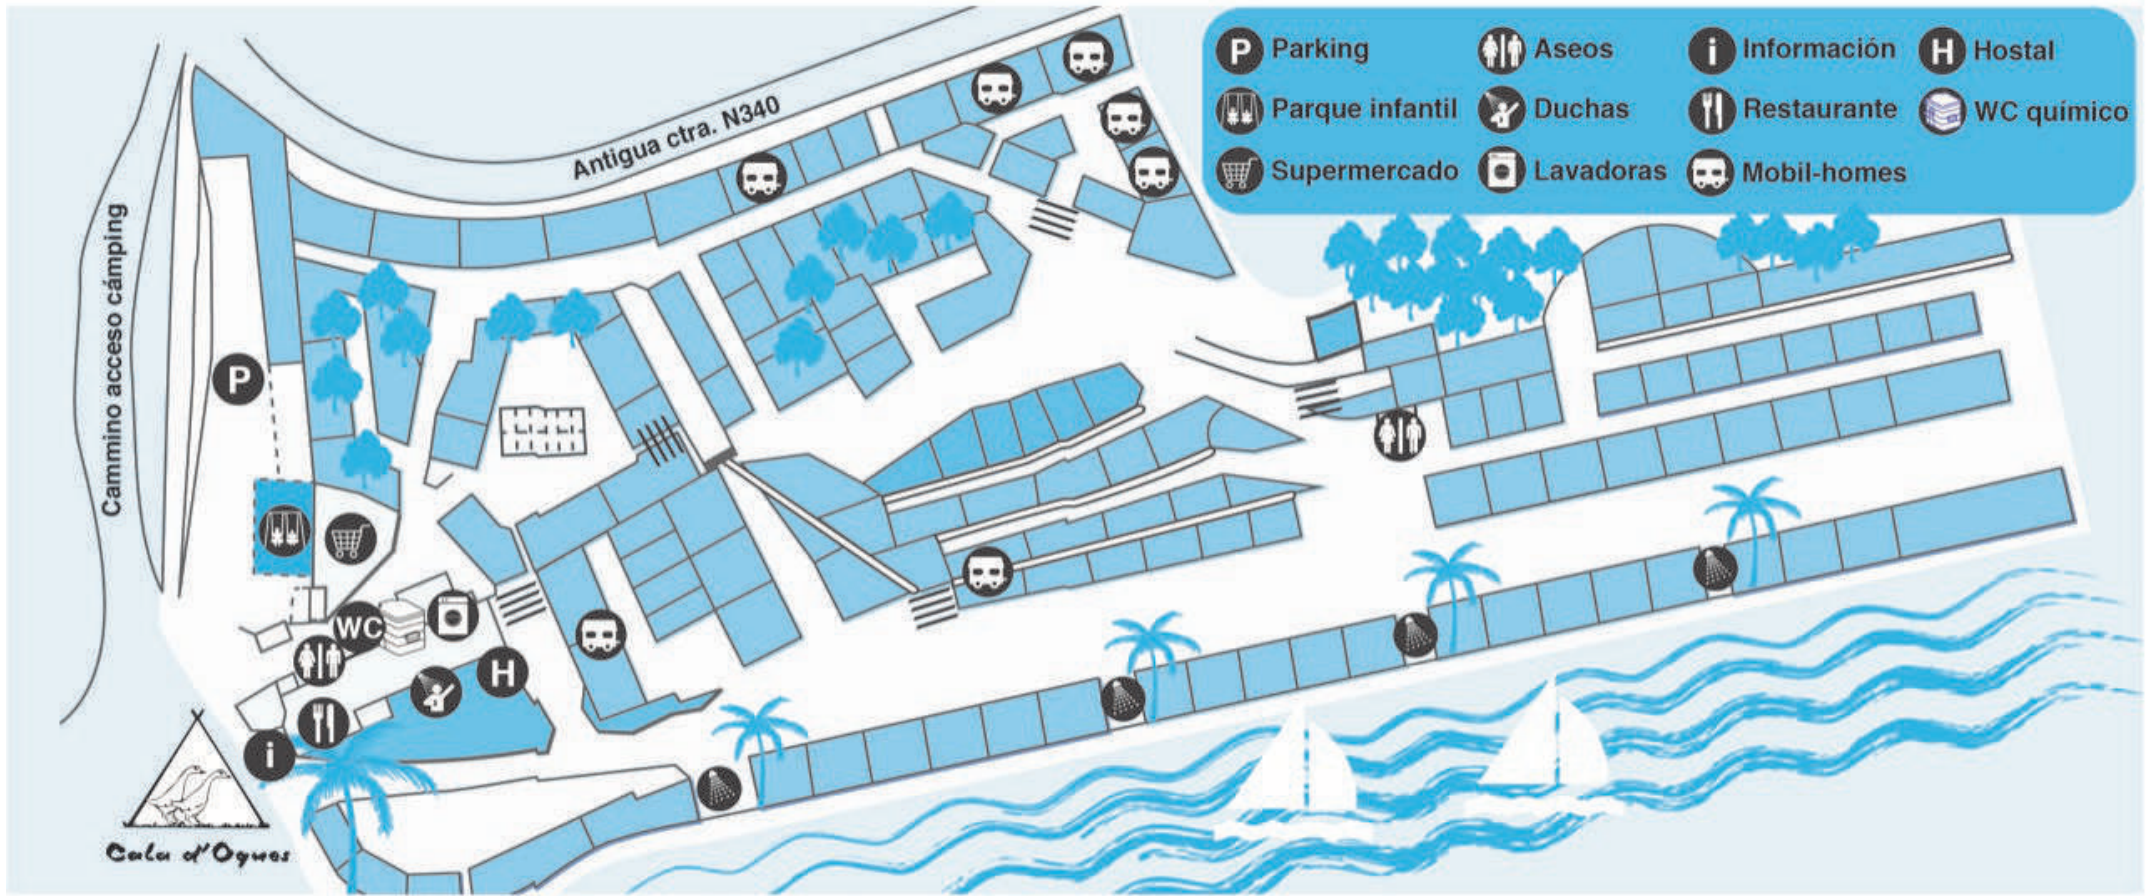 P Parking
Aseos
i Información
H Hostal
Parque infantil
Duchas
Restaurante
WC químico
Supermercado
Lavadoras
Mobil-homes
Antigua ctra. N340
Cammino acceso cámping
P
WC
H
i
Cala d'Oques